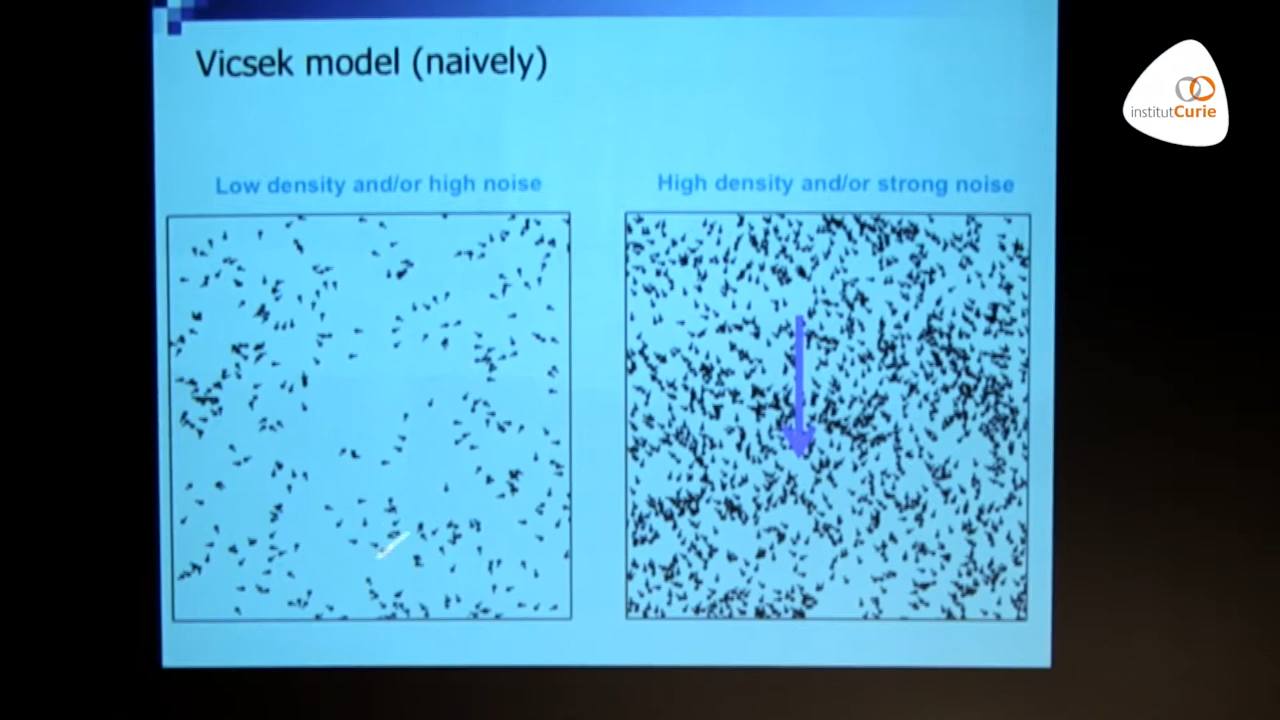 Vicsek model (naively)
institutCurie
Low density and/or high noise
High density and/or strong noise